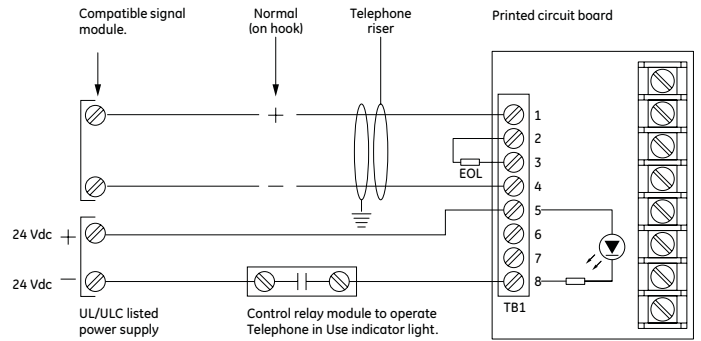 Compatible signal
module.
Normal
(on hook)
Telephone
riser
Printed circuit board
+
1
2
3
EOL
—
4
24 Vdc +
5
6
7
24 Vdc —
8
TB1
UL/ULC listed
power supply
Control relay module to operate
Telephone in Use indicator light.